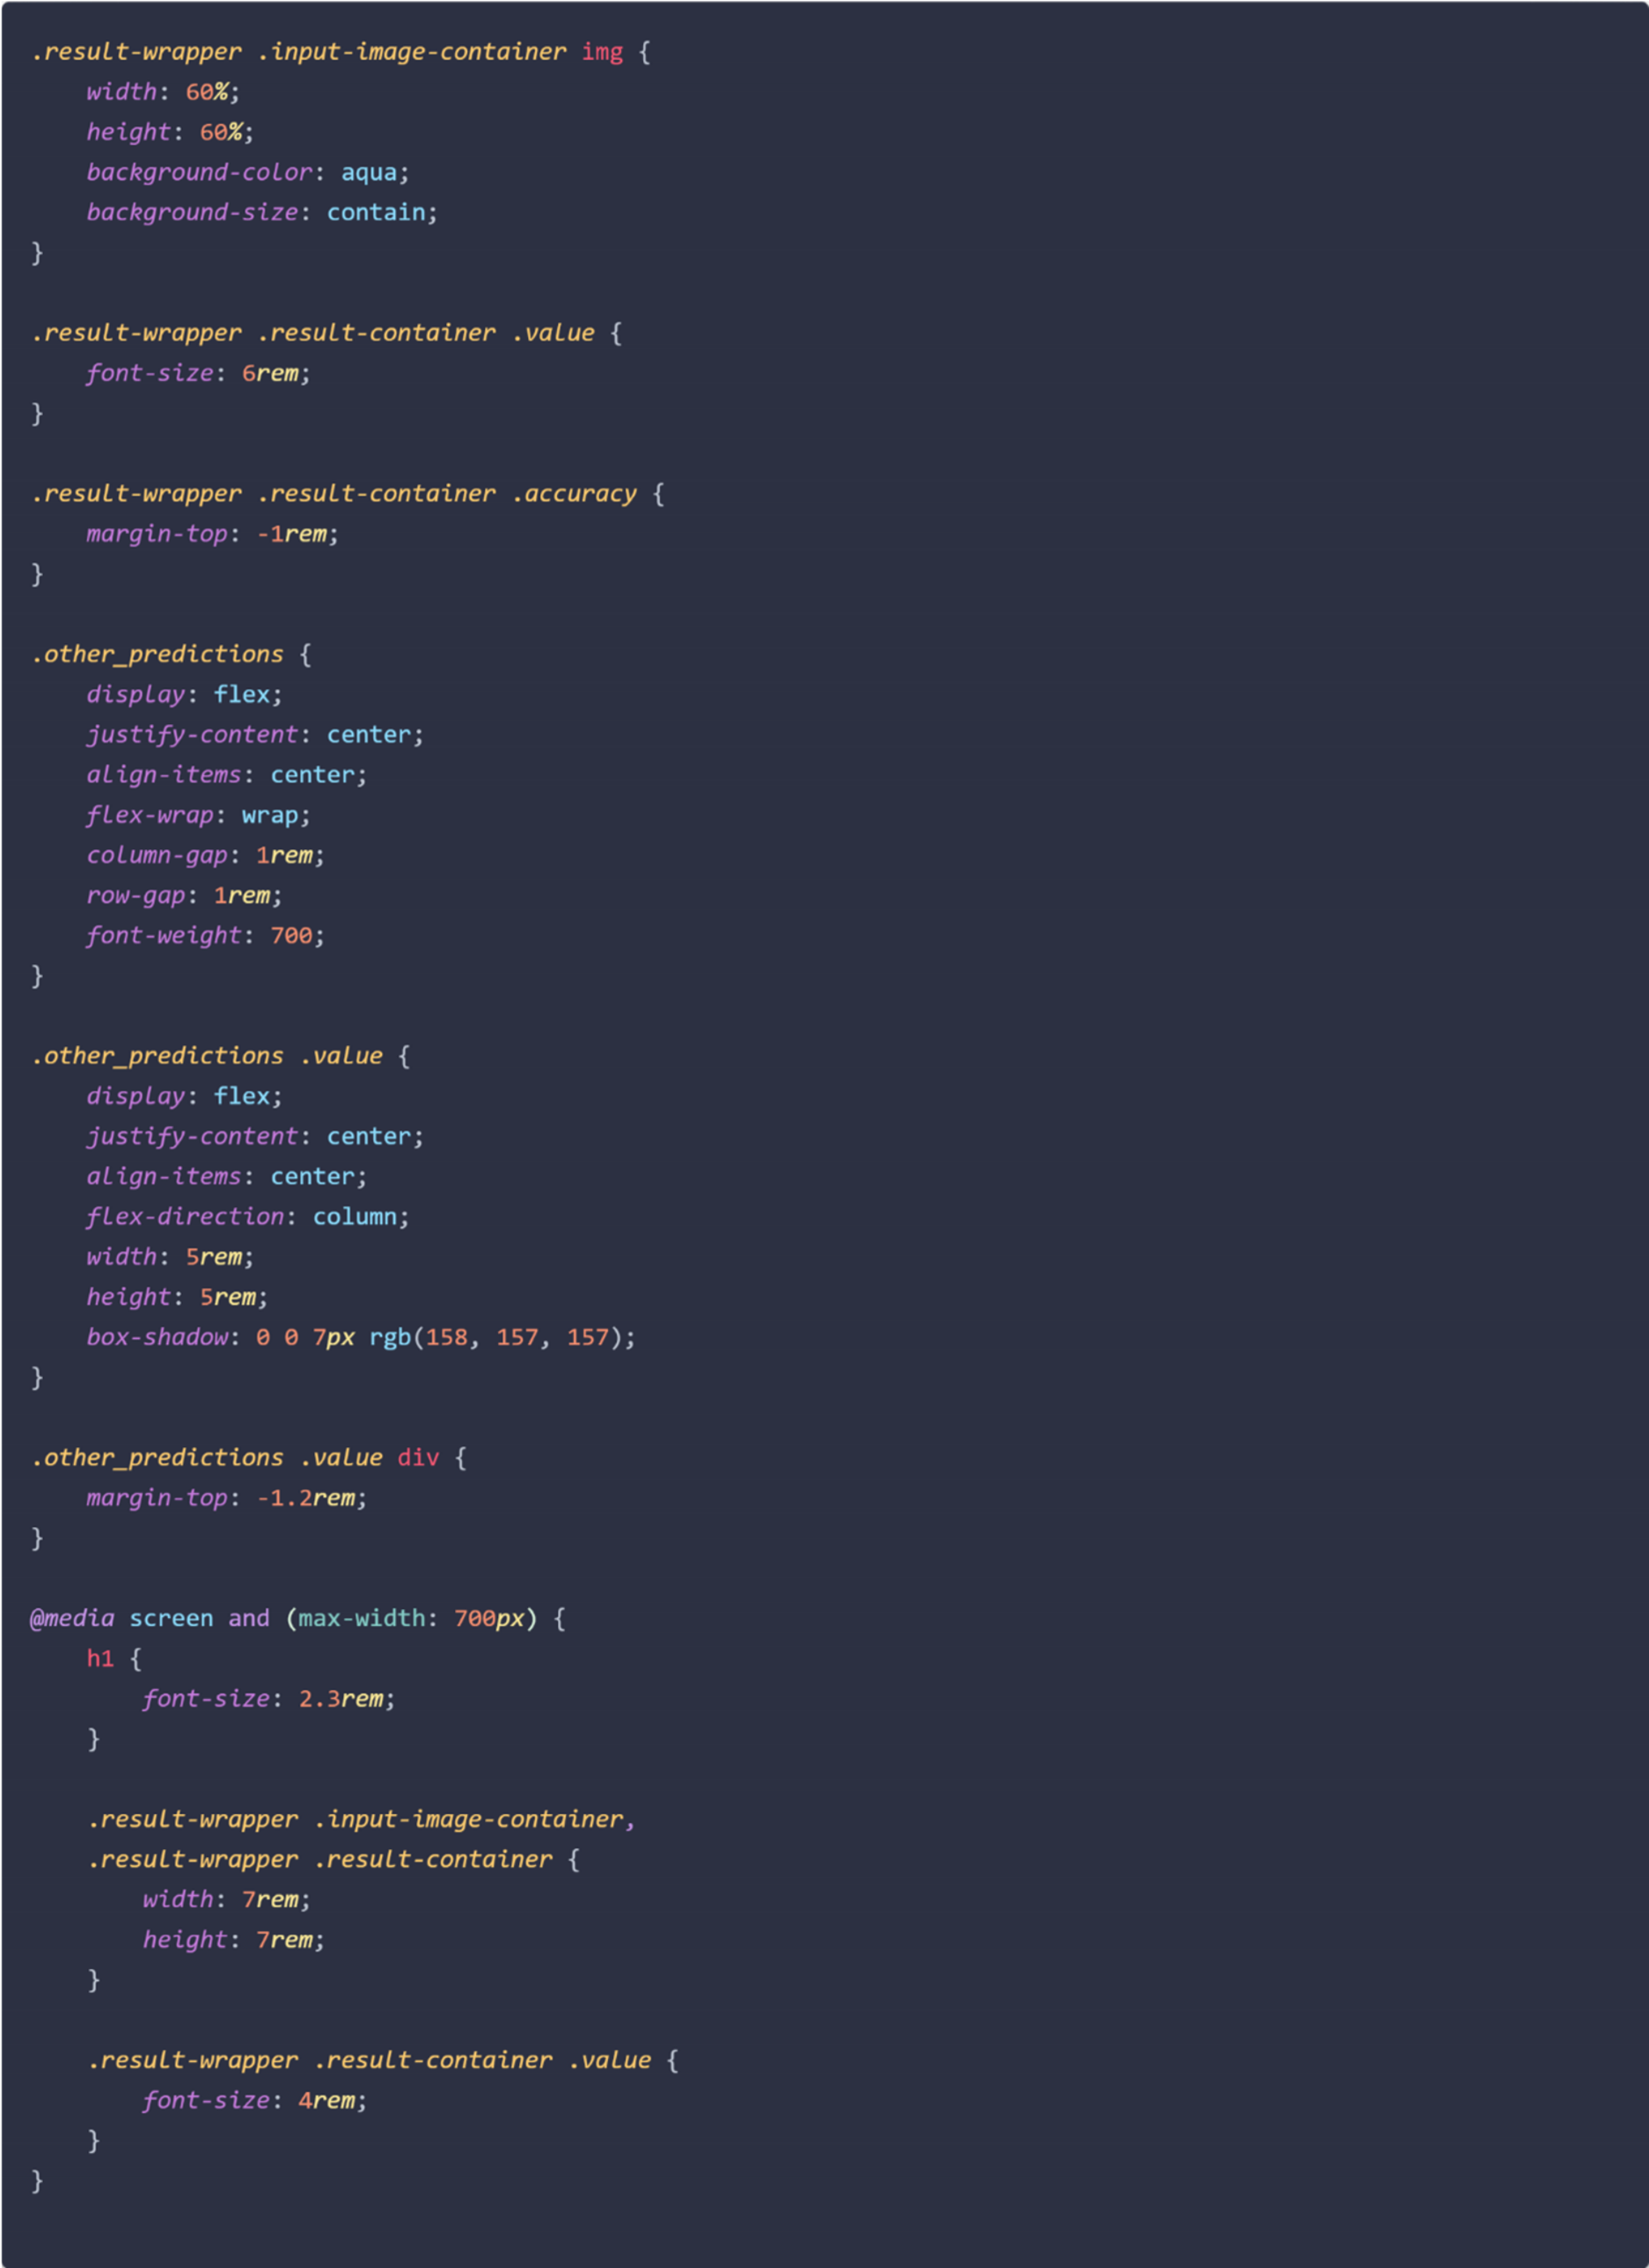 .result-wrapper .input-image-container img {
    width: 60%;
    height: 60%;
    background-color: aqua;
    background-size: contain;
}

.result-wrapper .result-container .value {
    font-size: 6rem;
}

.result-wrapper .result-container .accuracy {
    margin-top: -1rem;
}

.other_predictions {
    display: flex;
    justify-content: center;
    align-items: center;
    flex-wrap: wrap;
    column-gap: 1rem;
    row-gap: 1rem;
    font-weight: 700;
}

.other_predictions .value {
    display: flex;
    justify-content: center;
    align-items: center;
    flex-direction: column;
    width: 5rem;
    height: 5rem;
    box-shadow: 0 0 7px rgb(158, 157, 157);
}

.other_predictions .value div {
    margin-top: -1.2rem;
}

@media screen and (max-width: 700px) {
    h1 {
        font-size: 2.3rem;
    }

    .result-wrapper .input-image-container,
    .result-wrapper .result-container {
        width: 7rem;
        height: 7rem;
    }

    .result-wrapper .result-container .value {
        font-size: 4rem;
    }
}